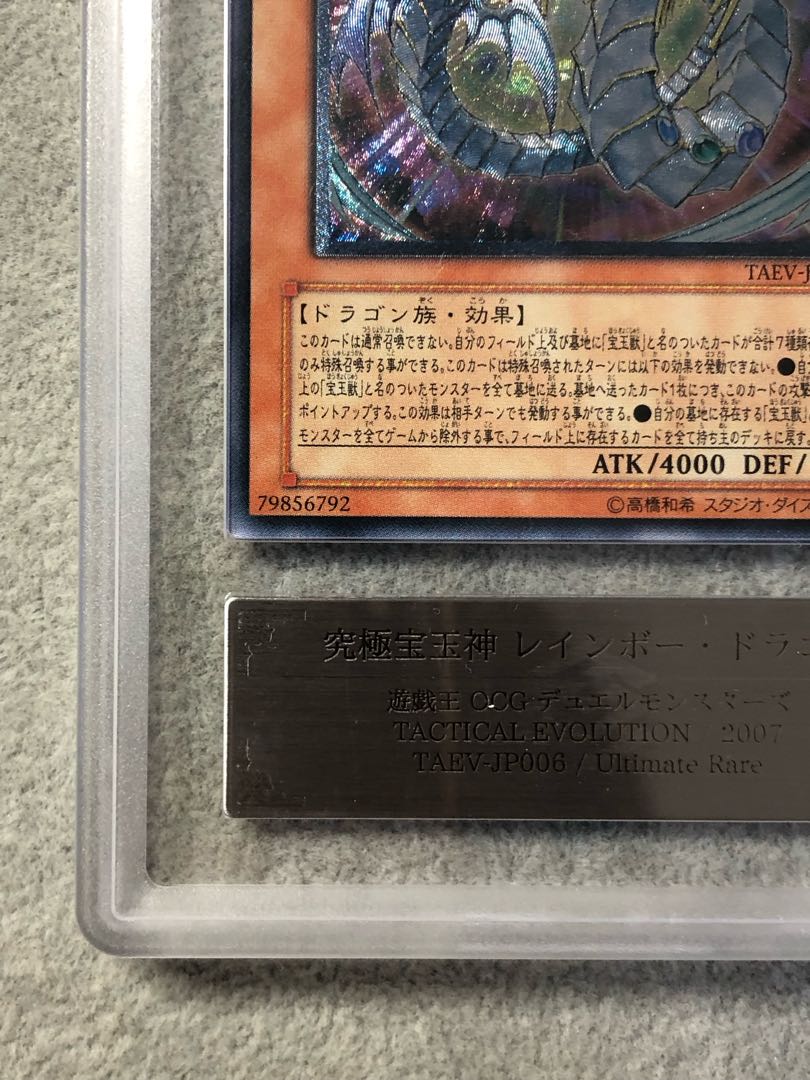 TAEV-J
【ドラゴン族・効果】
このカードは通常召喚できない。自分のフィールド上及び墓地に「宝玉獣」と名のついたカードが合計7種類
のみ特殊召喚する事ができる。このカードは特殊召喚されたターンには以下の効果を発動できない。●自
上の「宝玉獣」と名のついたモンスターを全て墓地に送る。墓地へ送ったカード1枚につき、このカードの攻撃
ポイントアップする。この効果は相手ターンでも発動する事ができる。●自分の墓地に存在する「宝玉獣」
モンスターを全てゲームから除外する事で、フィールド上に存在するカードを全て持ち主のデッキに戻す。
ATK/4000 DEF/
79856792
©高橋和希 スタジオ・ダイス
究極宝玉神 レインボー・ドラ
遊戯王 OCG デュエルモンスターズ
TACTICAL EVOLUTION / 2007
TAEV-JP006 / Ultimate Rare